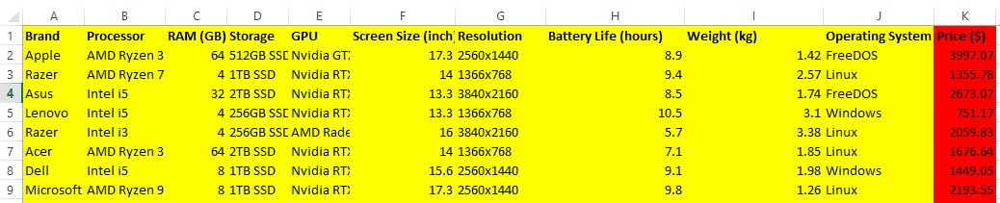 A B C D E F G H I J K
1 Brand Processor RAM (GB) Storage GPU Screen Size (inch Resolution Battery Life (hours) Weight (kg) Operating System Price ($)
2 Apple AMD Ryzen 3 64 512GB SSD Nvidia GTX 17.3 2560x1440 8.9 1.42 FreeDOS 3997.07
3 Razer AMD Ryzen 7 4 1TB SSD Nvidia RTX 14 1366x768 9.4 2.57 Linux 1355.78
4 Asus Intel i5 32 2TB SSD Nvidia RTX 13.3 3840x2160 8.5 1.74 FreeDOS 2673.07
5 Lenovo Intel i5 4 256GB SSD Nvidia RTX 13.3 1366x768 10.5 3.1 Windows 751.17
6 Razer Intel i3 4 256GB SSD AMD Rade 16 3840x2160 5.7 3.38 Linux 2059.83
7 Acer AMD Ryzen 3 64 2TB SSD Nvidia RTX 14 1366x768 7.1 1.85 Linux 1676.64
8 Dell Intel i5 8 1TB SSD Nvidia RTX 15.6 2560x1440 9.1 1.98 Windows 1449.05
9 Microsoft AMD Ryzen 9 8 1TB SSD Nvidia RTX 17.3 2560x1440 9.8 1.26 Linux 2193.55